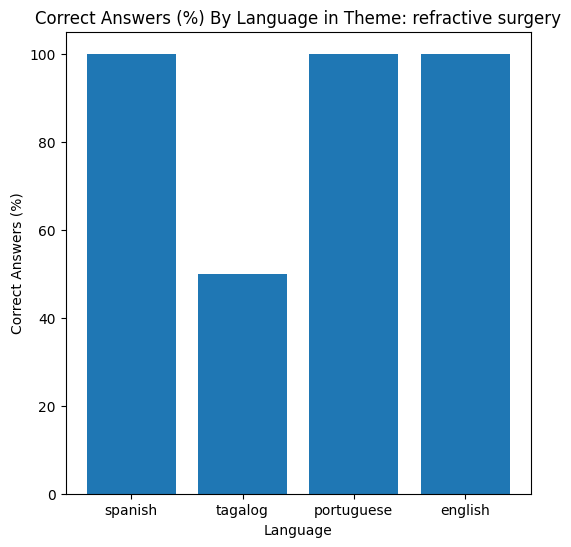 Correct Answers (%) By Language in Theme: refractive surgery
100
80
60
40
20
0
Correct Answers (%)
spanish tagalog portuguese english
Language